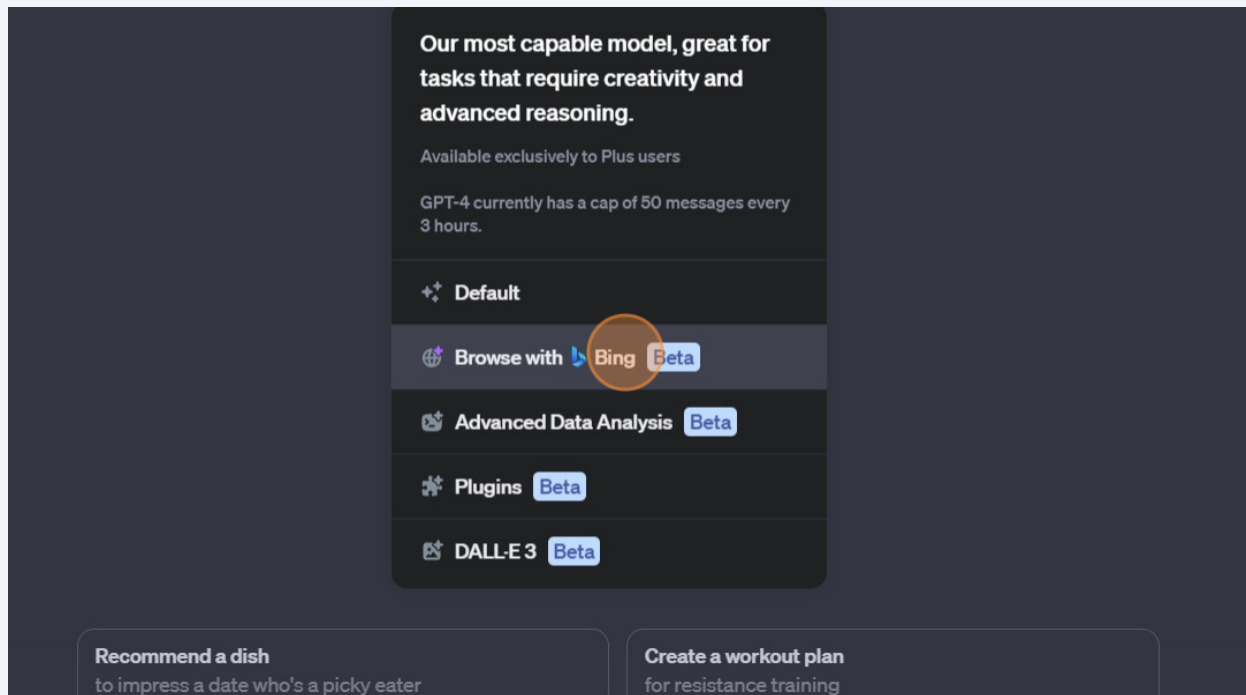 Our most capable model, great for
tasks that require creativity and
advanced reasoning.
Available exclusively to Plus users
GPT-4 currently has a cap of 50 messages every
3 hours.
Default
Browse with Bing Beta
Advanced Data Analysis Beta
Plugins Beta
DALL·E 3 Beta
Recommend a dish
to impress a date who's a picky eater
Create a workout plan
for resistance training